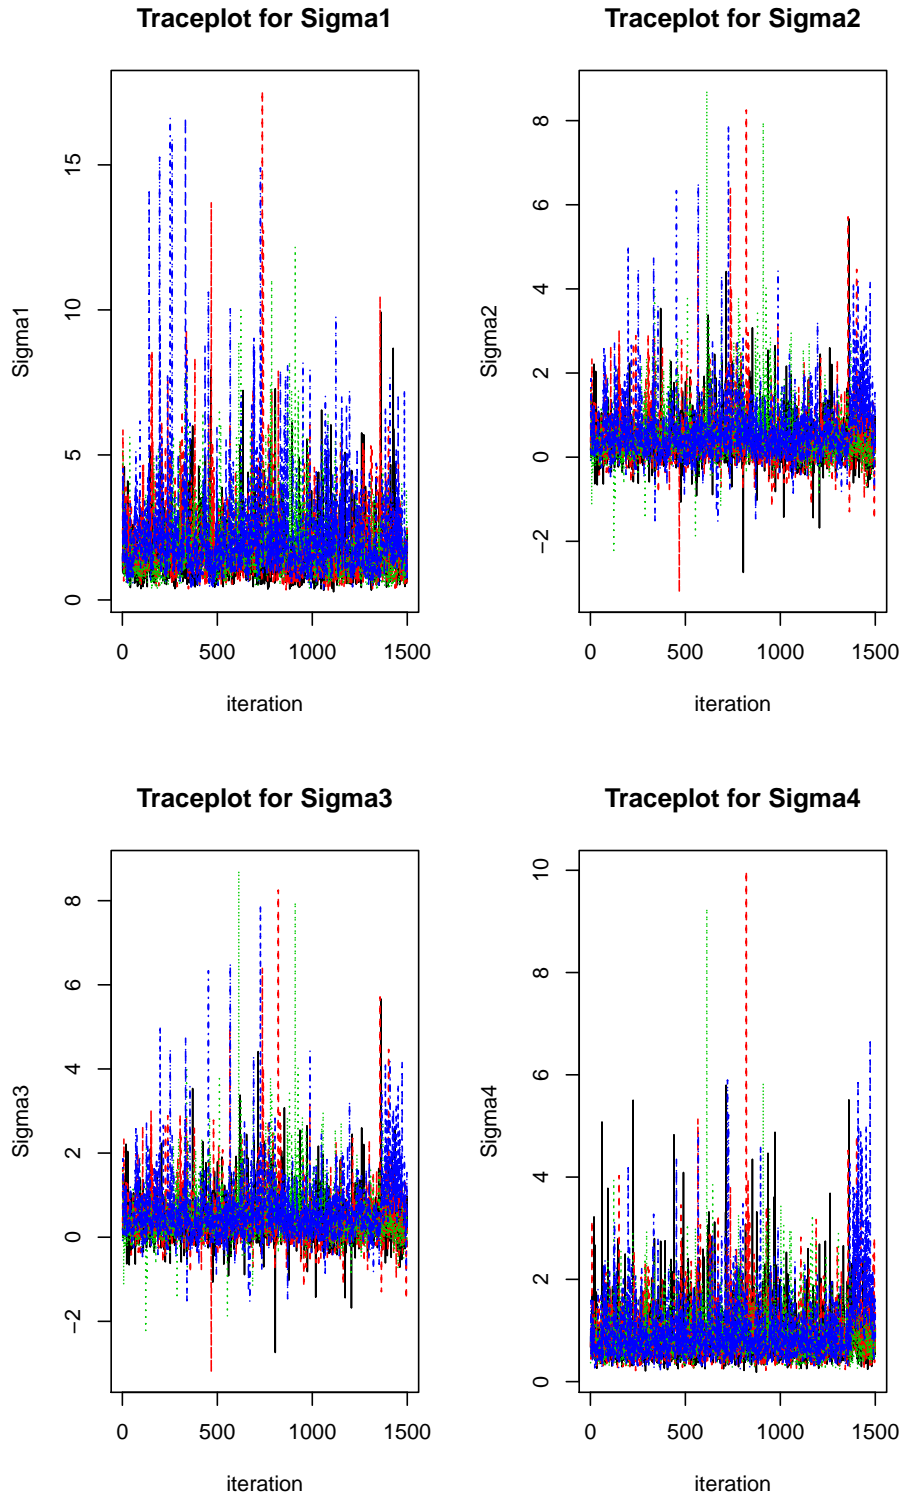 Traceplot for Sigma1
Sigma1
15
10
5
0
0 500 1000 1500
iteration
Traceplot for Sigma2
Sigma2
8
6
4
2
0
−2
0 500 1000 1500
iteration
Traceplot for Sigma3
Sigma3
8
6
4
2
0
−2
0 500 1000 1500
iteration
Traceplot for Sigma4
Sigma4
10
8
6
4
2
0
0 500 1000 1500
iteration